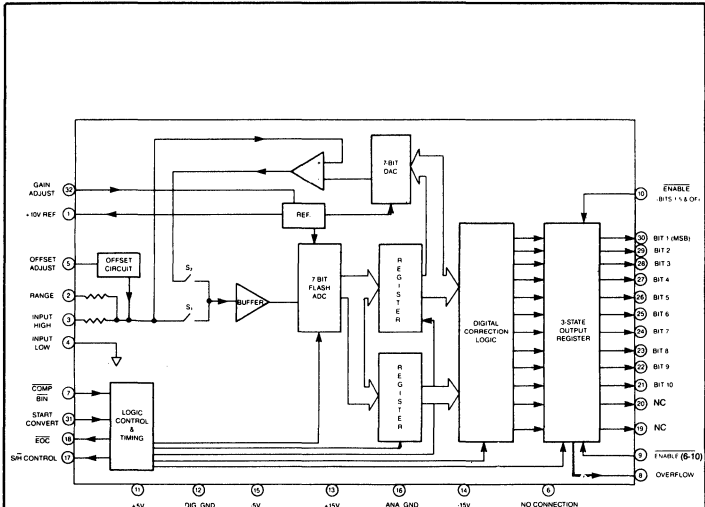 GAIN
ADJUST 32
+10V REF 1
OFFSET
ADJUST 5
RANGE 2
INPUT
HIGH 3
INPUT
LOW 4
COMP
BIN 7
START
CONVERT 31
EOC 18
S/H CONTROL 17
OFFSET
CIRCUIT
LOGIC
CONTROL
&
TIMING
S₂
S₁
BUFFER
REF.
7-BIT
DAC
7 BIT
FLASH
ADC
REGISTER
REGISTER
DIGITAL
CORRECTION
LOGIC
3-STATE
OUTPUT
REGISTER
10 ENABLE
30 BIT 1 (MSB)
29 BIT 2
28 BIT 3
27 BIT 4
26 BIT 5
25 BIT 6
24 BIT 7
23 BIT 8
22 BIT 9
21 BIT 10
20 NC
19 NC
9 ENABLE (6-10)
8 OVERFLOW
11 12 15 13 16 14 6
+5V DIG. GND -5V +15V ANA. GND -15V NO CONNECTION